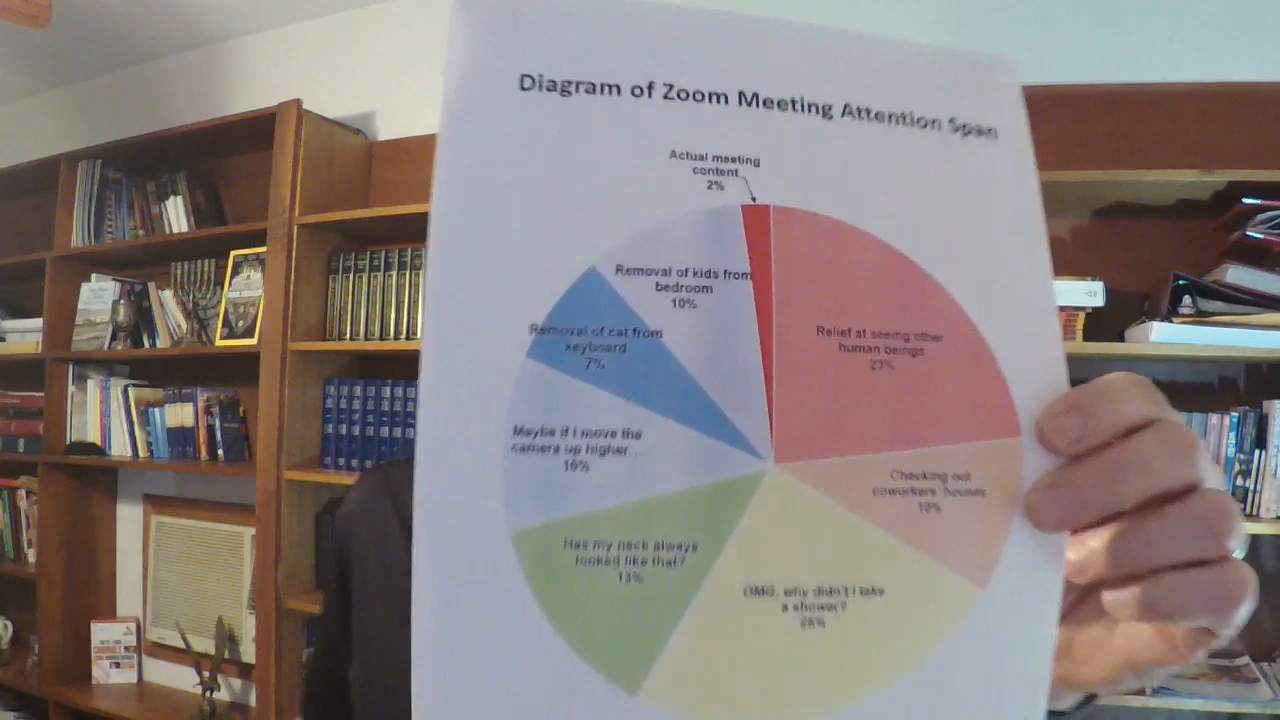 Diagram of Zoom Meeting Attention Span
Actual meeting
content
2%
Removal of kids from
bedroom
10%
Relief at seeing other
human beings
23%
Removal of cat from
keyboard
7%
Maybe if I move the
camera up higher...
10%
Checking out
coworkers' houses
10%
Has my neck always
looked like that?
13%
OMG, why didn't I take
a shower?